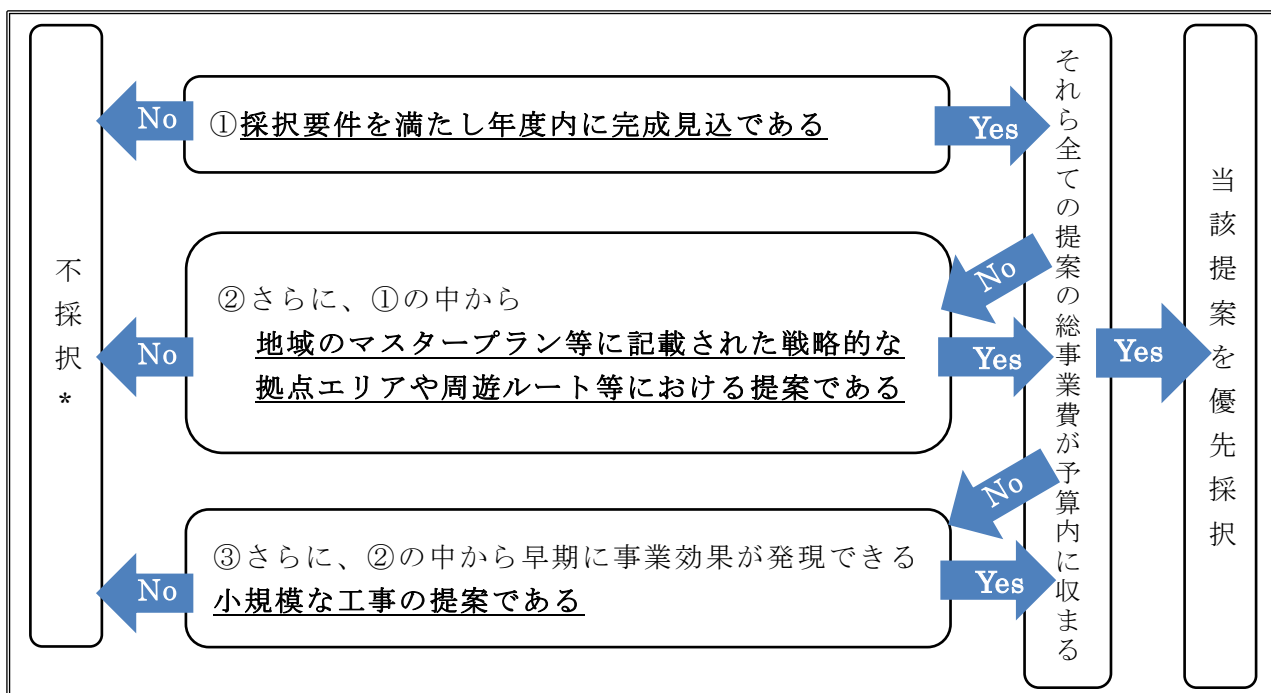 不採択*
No
①採択要件を満たし年度内に完成見込である
Yes
No
②さらに、①の中から
地域のマスタープラン等に記載された戦略的な
拠点エリアや周遊ルート等における提案である
No
Yes
No
③さらに、②の中から早期に事業効果が発現できる
小規模な工事の提案である
No
Yes
それら全ての提案の総事業費が予算内に収まる
Yes
当該提案を優先採択